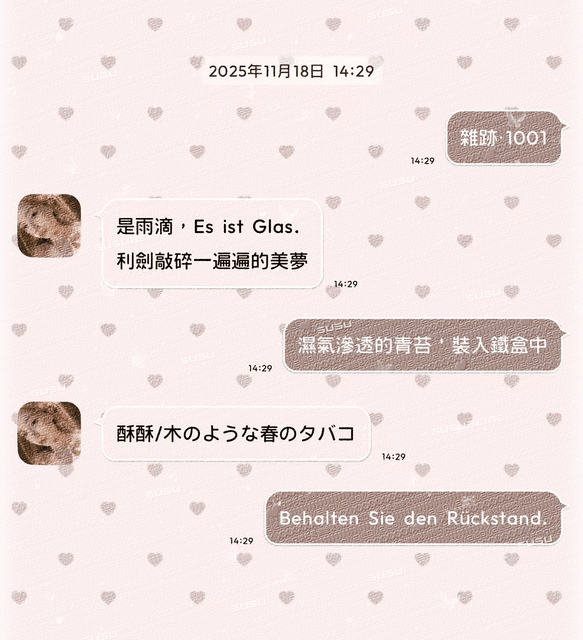 2025年11月18日 14:29
雜跡·1001
14:29
是雨滴，Es ist Glas.
利劍敲碎一遍遍的美夢
14:29
濕氣滲透的青苔，裝入鐵盒中
14:29
酥酥/木のような春のタバコ
14:29
Behalten Sie den Rückstand.
14:29